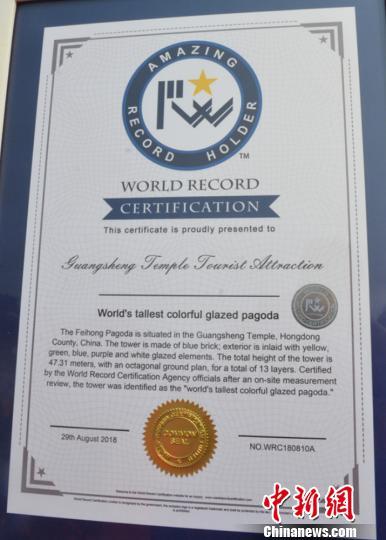 AMAZING
RECORD HOLDER
TM
WORLD RECORD
CERTIFICATION
This certificate is proudly presented to
Guangsheng Temple Tourist Attraction
World's tallest colorful glazed pagoda
The Feihong Pagoda is situated in the Guangsheng Temple, Hongdong
County, China. The tower is made of blue brick; exterior is inlaid with yellow,
green, blue, purple and white glazed elements. The total height of the tower is
47.31 meters, with an octagonal ground plan, for a total of 13 layers. Certified
by the World Record Certification Agency officials after an on-site measurement
review, the tower was identified as the "world's tallest colorful glazed pagoda."
COMMON
SEAL
29th August 2018
NO.WRC180810A
中新网
Chinanews.com